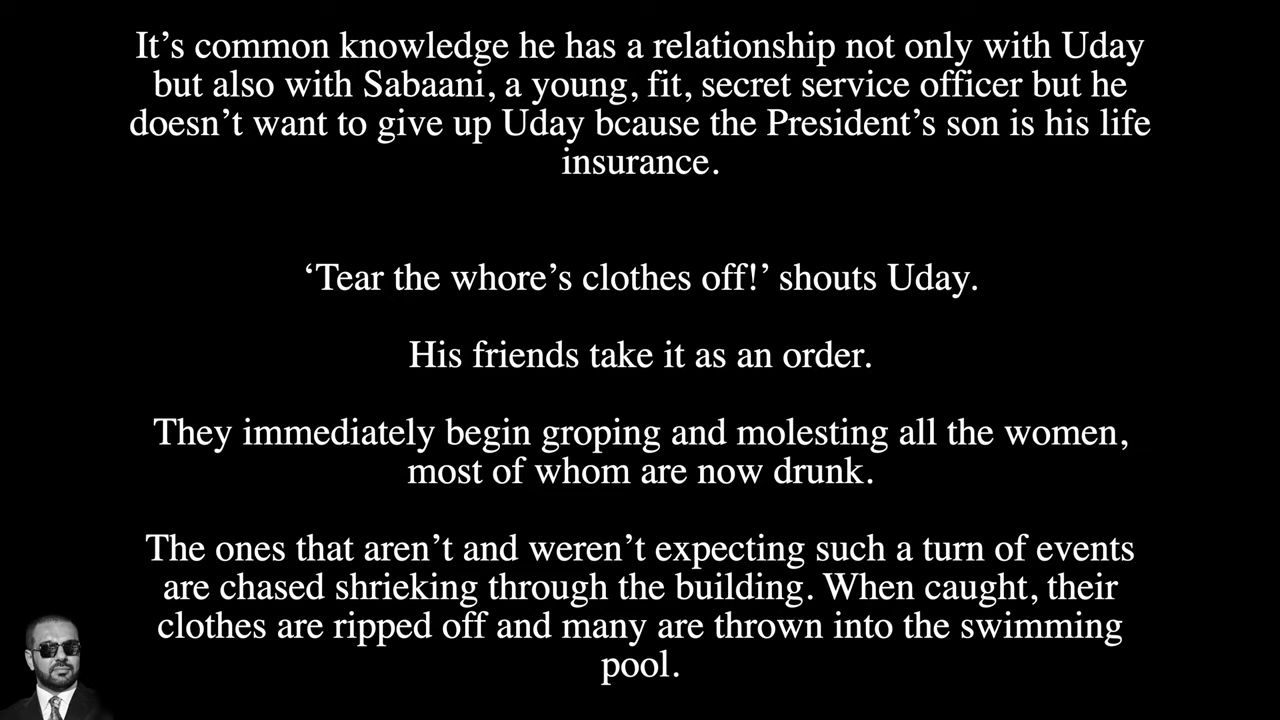 It’s common knowledge he has a relationship not only with Uday
but also with Sabaani, a young, fit, secret service officer but he
doesn’t want to give up Uday bcause the President’s son is his life
insurance.
‘Tear the whore’s clothes off!’ shouts Uday.
His friends take it as an order.
They immediately begin groping and molesting all the women,
most of whom are now drunk.
The ones that aren’t and weren’t expecting such a turn of events
are chased shrieking through the building. When caught, their
clothes are ripped off and many are thrown into the swimming
pool.